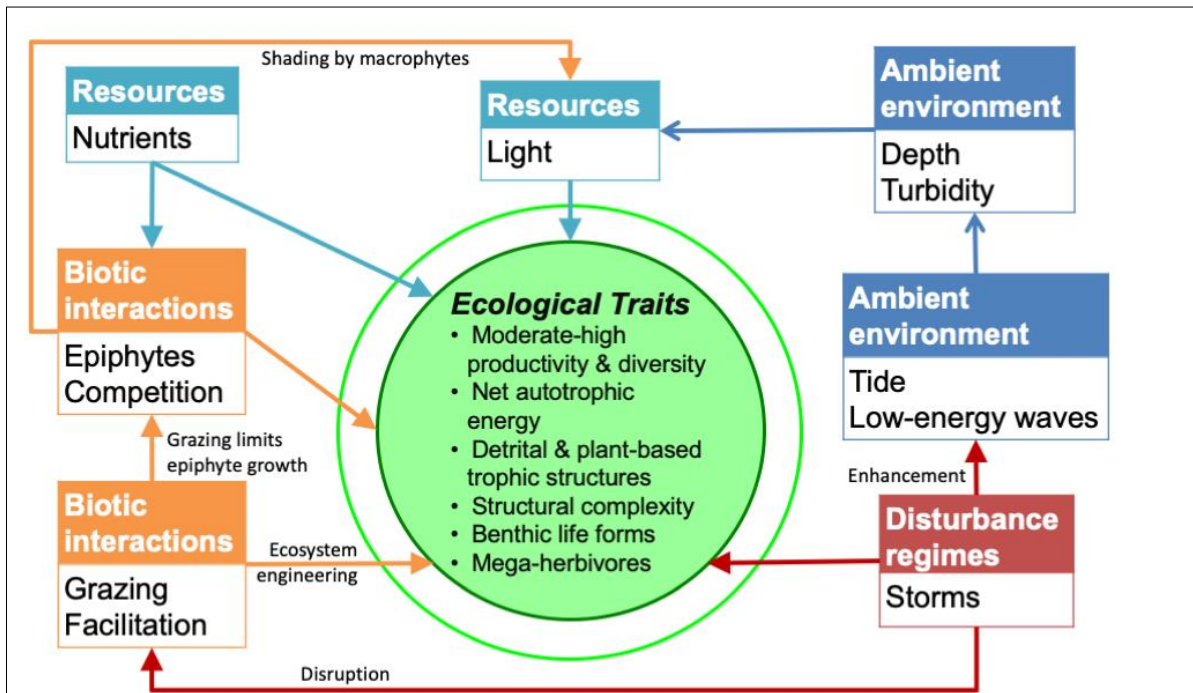 Shading by macrophytes
Resources
Nutrients
Resources
Light
Ambient
environment
Depth
Turbidity
Biotic
interactions
Epiphytes
Competition
Ecological Traits
• Moderate-high
productivity & diversity
• Net autotrophic
energy
• Detrital & plant-based
trophic structures
• Structural complexity
• Benthic life forms
• Mega-herbivores
Ambient
environment
Tide
Low-energy waves
Grazing limits
epiphyte growth
Enhancement
Biotic
interactions
Grazing
Facilitation
Ecosystem
engineering
Disturbance
regimes
Storms
Disruption